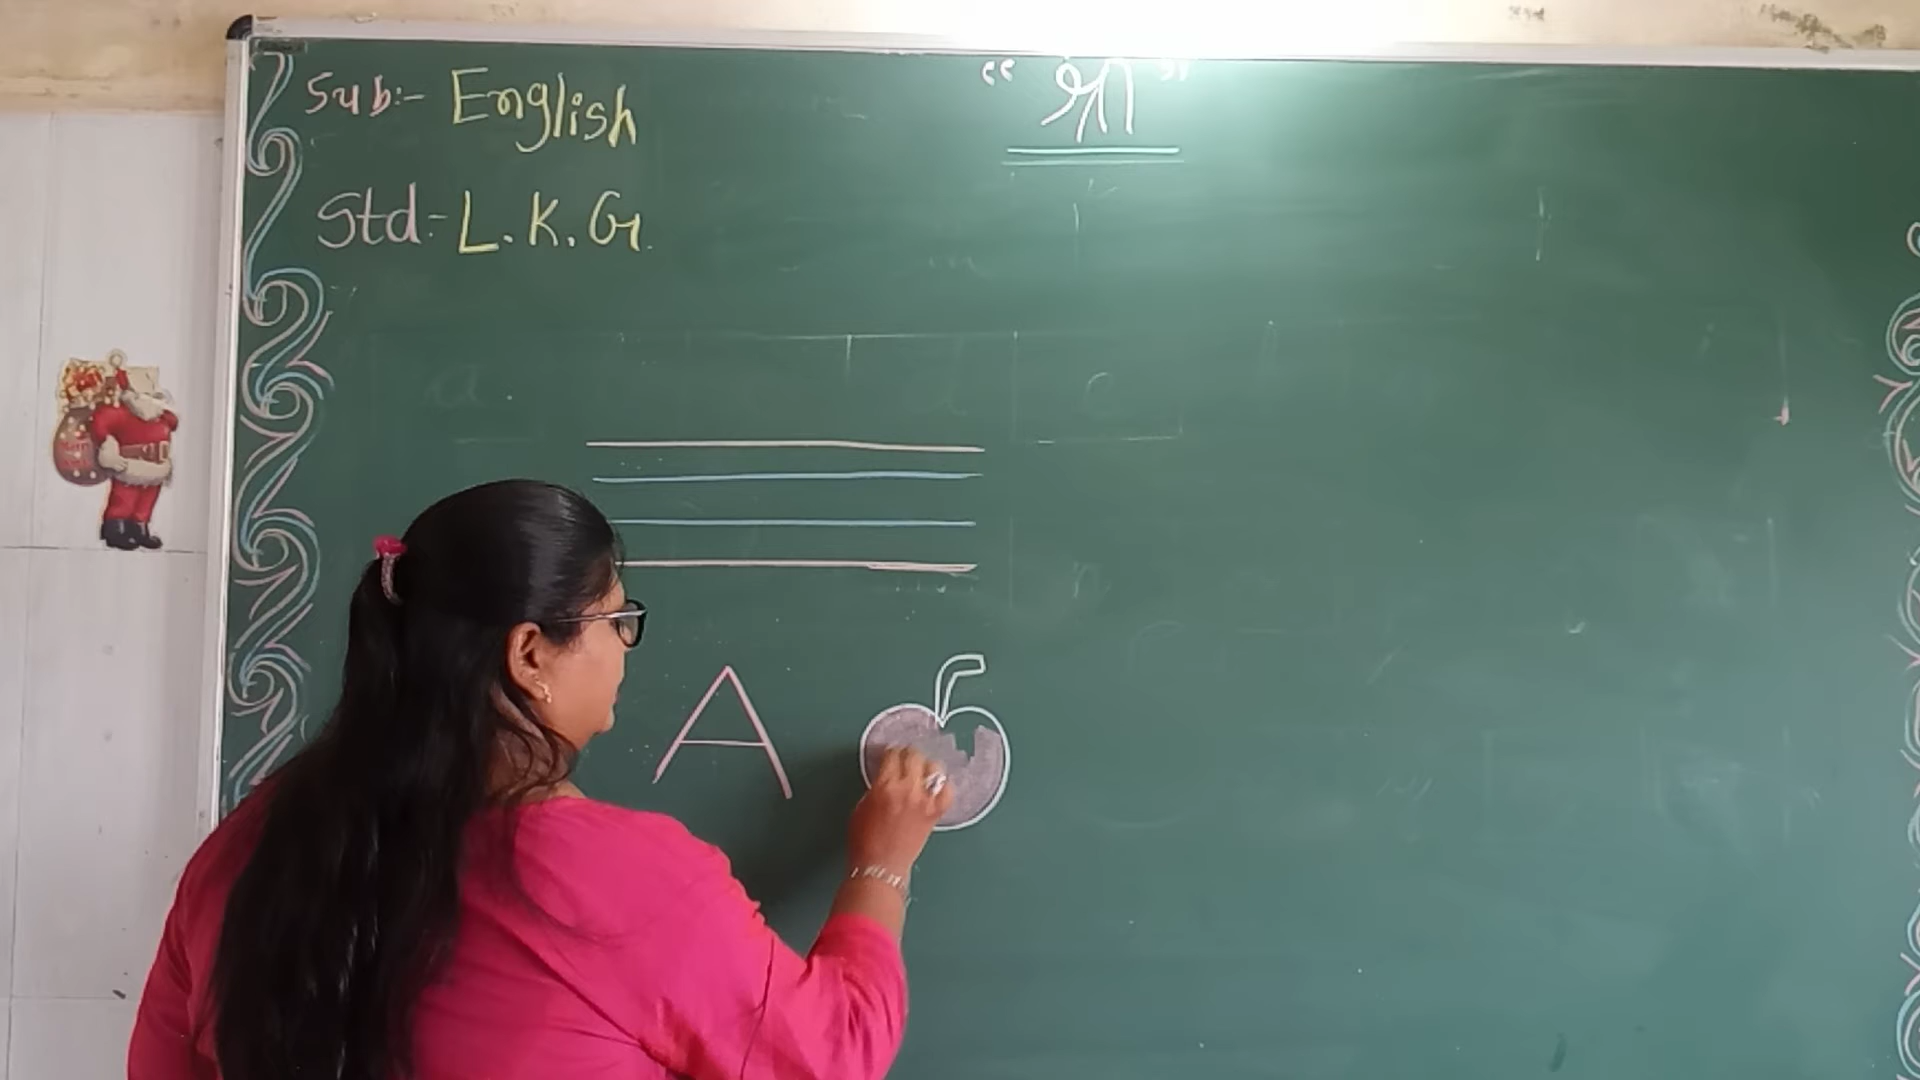 Sub:- English
"श्री"
Std:- L.K.G.
A